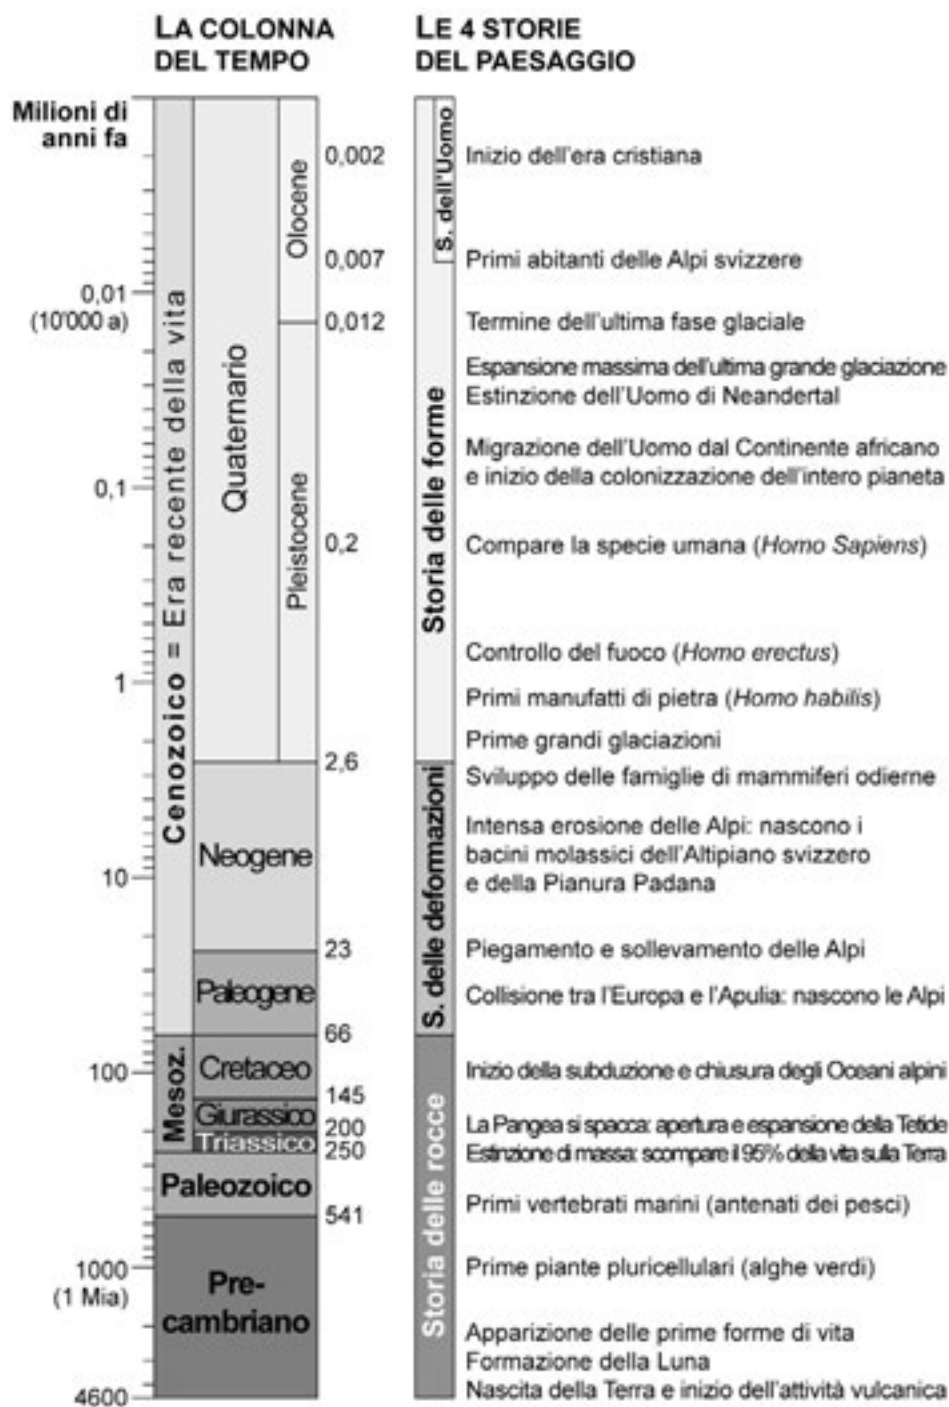 LA COLONNA
DEL TEMPO
LE 4 STORIE
DEL PAESAGGIO
Milioni di
anni fa
0,01
(10'000 a)
0,1
1
10
100
1000
(1 Mia)
4600
Cenozoico = Era recente della vita
Mesoz.
Quaternario
Olocene
Pleistocene
Neogene
Paleogene
Cretaceo
Giurassico
Triassico
Paleozoico
Pre-
cambriano
0,002
0,007
0,012
0,2
2,6
23
66
145
200
250
541
S. dell'Uomo
Storia delle forme
S. delle deformazioni
Storia delle rocce
Inizio dell'era cristiana
Primi abitanti delle Alpi svizzere
Termine dell'ultima fase glaciale
Espansione massima dell'ultima grande glaciazione
Estinzione dell'Uomo di Neandertal
Migrazione dell'Uomo dal Continente africano
e inizio della colonizzazione dell'intero pianeta
Compare la specie umana (Homo Sapiens)
Controllo del fuoco (Homo erectus)
Primi manufatti di pietra (Homo habilis)
Prime grandi glaciazioni
Sviluppo delle famiglie di mammiferi odierne
Intensa erosione delle Alpi: nascono i
bacini molassici dell'Altipiano svizzero
e della Pianura Padana
Piegamento e sollevamento delle Alpi
Collisione tra l'Europa e l'Apulia: nascono le Alpi
Inizio della subduzione e chiusura degli Oceani alpini
La Pangea si spacca: apertura e espansione della Tetide
Estinzione di massa: scompare il 95% della vita sulla Terra
Primi vertebrati marini (antenati dei pesci)
Prime piante pluricellulari (alghe verdi)
Apparizione delle prime forme di vita
Formazione della Luna
Nascita della Terra e inizio dell'attività vulcanica